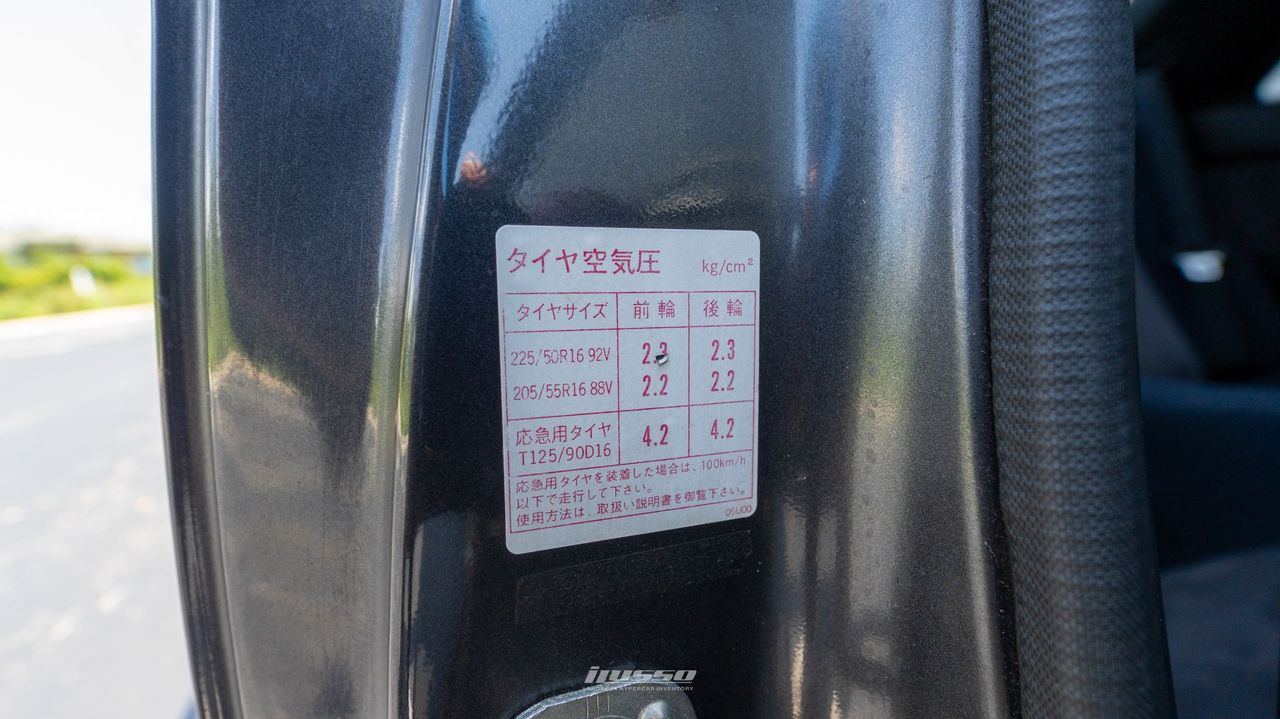 タイヤ空気圧 kg/cm²
タイヤサイズ 前輪 後輪
225/50R16 92V 2.3 2.3
205/55R16 88V 2.2 2.2
応急用タイヤ
T125/90D16 4.2 4.2
応急用タイヤを装着した場合は、100km/h
以下で走行して下さい。
使用方法は、取扱い説明書を御覧下さい。
05U00
irusso